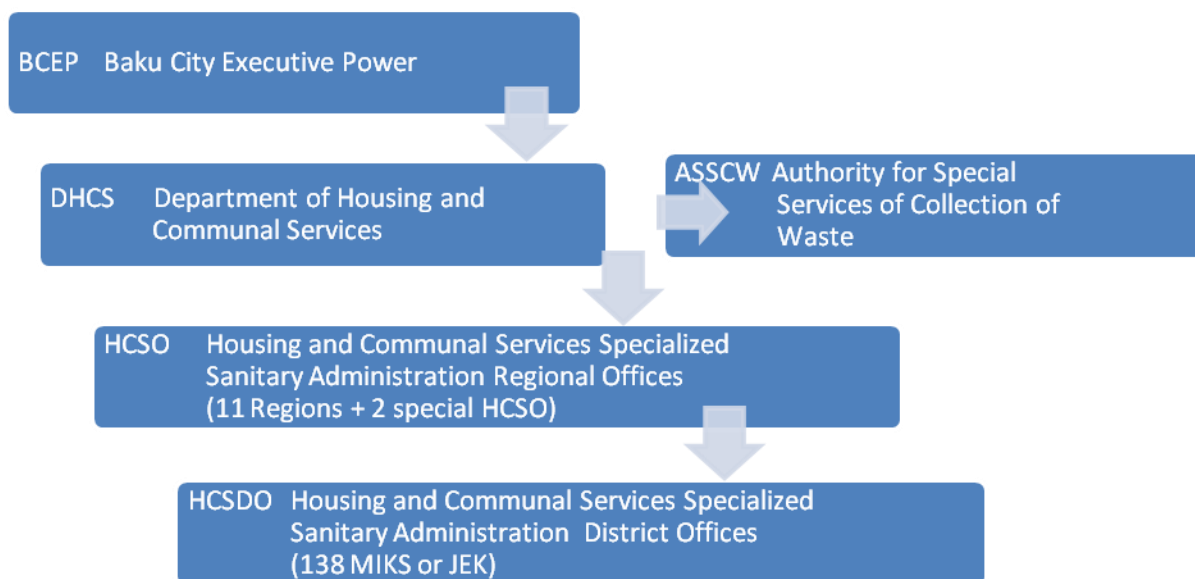 BCEP Baku City Executive Power
DHCS Department of Housing and
Communal Services
ASSCW Authority for Special
Services of Collection of
Waste
HCSO Housing and Communal Services Specialized
Sanitary Administration Regional Offices
(11 Regions + 2 special HCSO)
HCSDO Housing and Communal Services Specialized
Sanitary Administration District Offices
(138 MIKS or JEK)